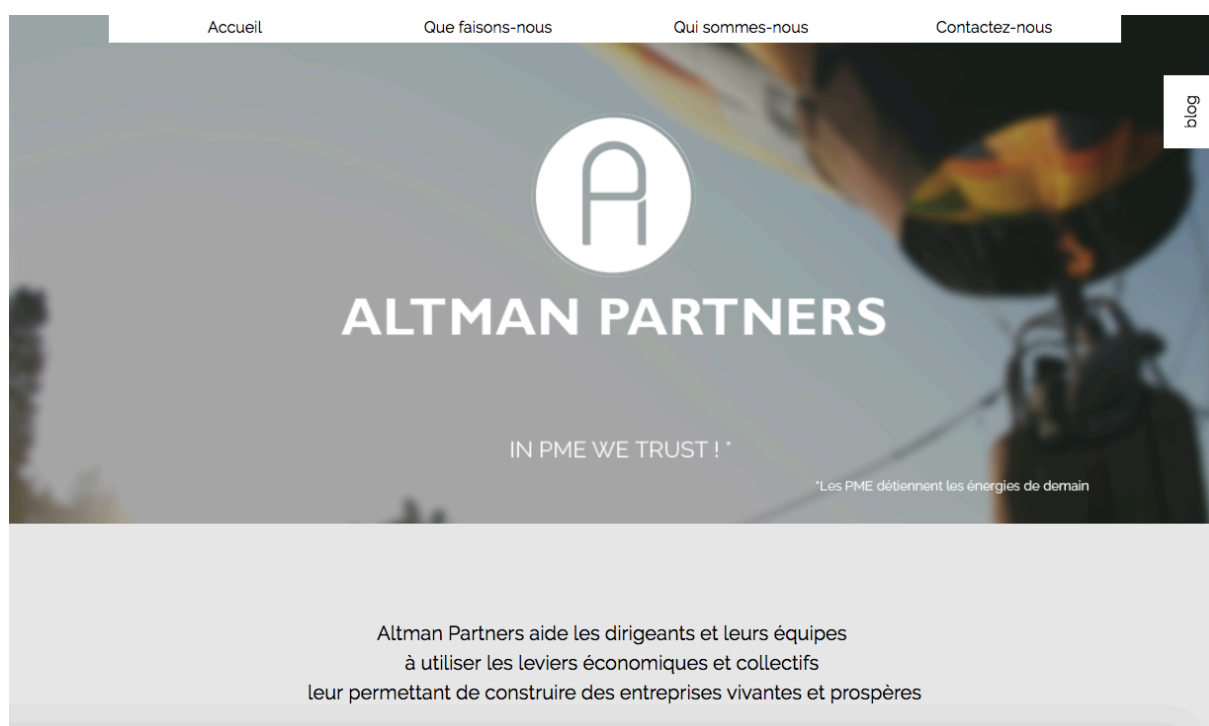 Accueil Que faisons-nous Qui sommes-nous Contactez-nous
blog
ALTMAN PARTNERS
IN PME WE TRUST ! *
*Les PME détiennent les énergies de demain
Altman Partners aide les dirigeants et leurs équipes
à utiliser les leviers économiques et collectifs
leur permettant de construire des entreprises vivantes et prospères